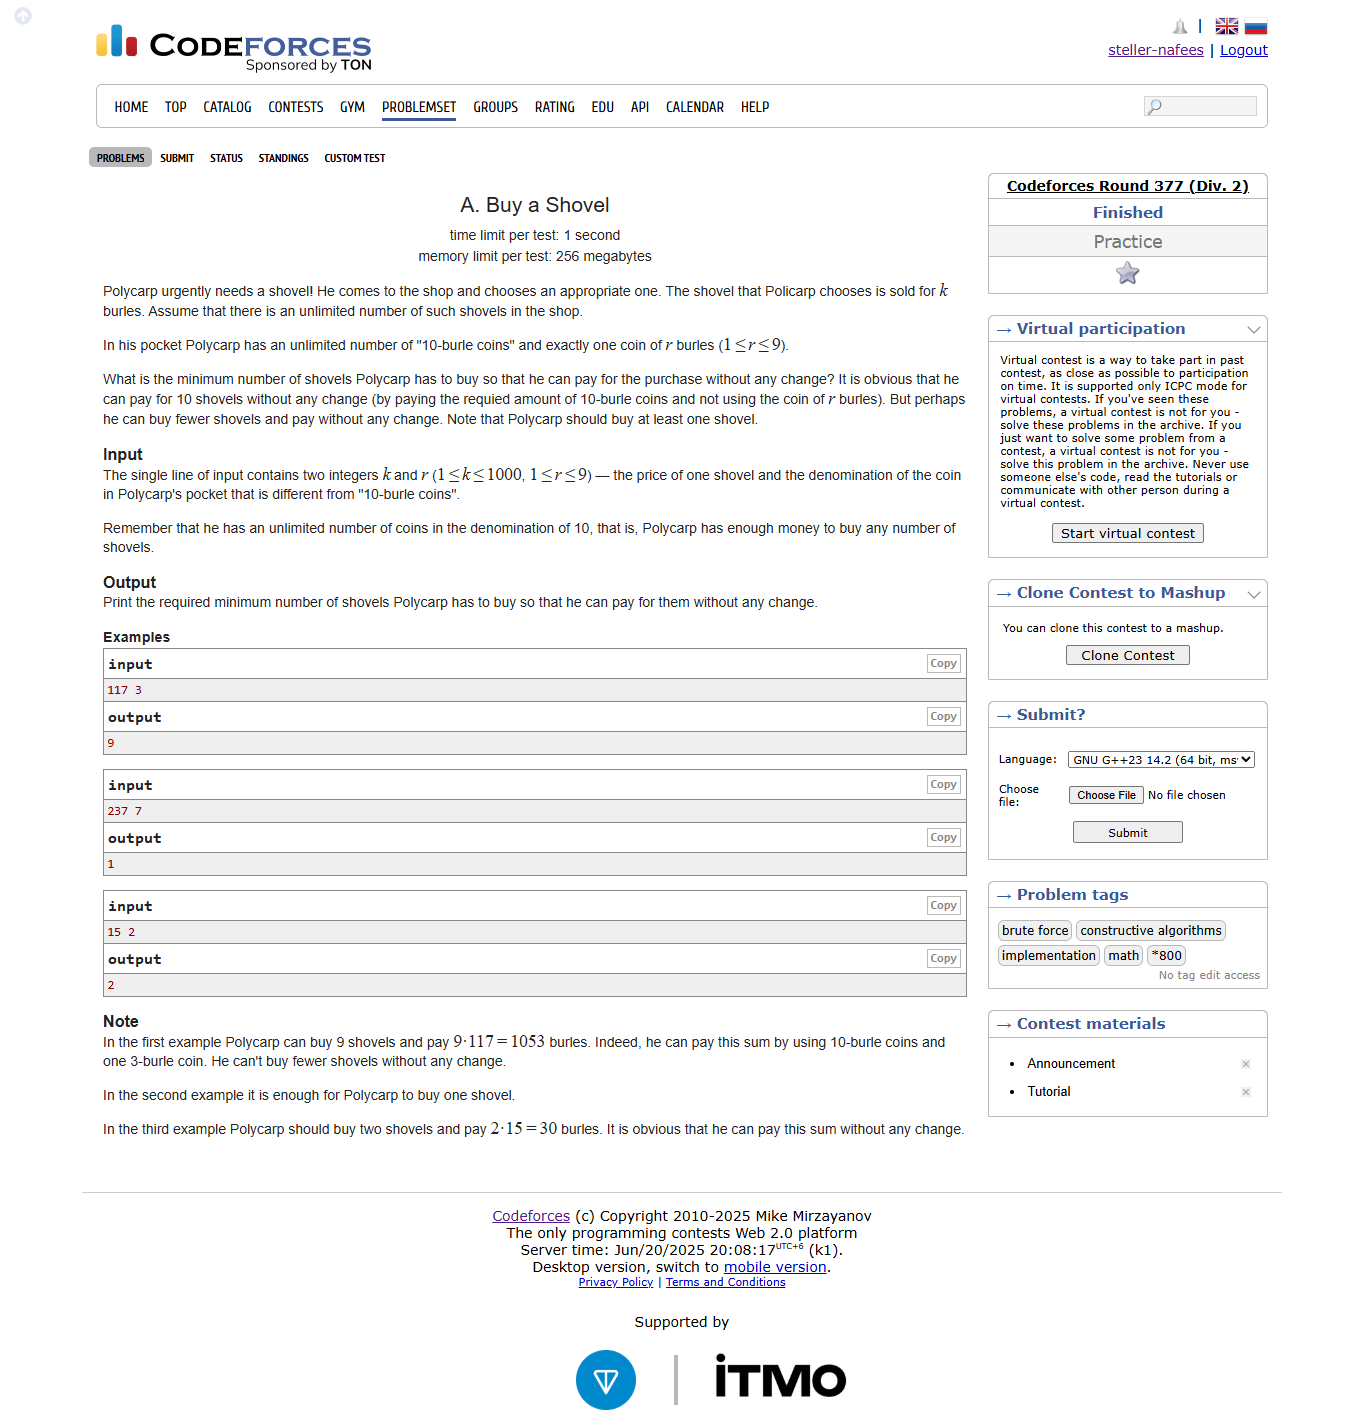 CODEFORCES
Sponsored by TON
steller-nafees | Logout
HOME TOP CATALOG CONTESTS GYM PROBLEMSET GROUPS RATING EDU API CALENDAR HELP
PROBLEMS SUBMIT STATUS STANDINGS CUSTOM TEST
A. Buy a Shovel
time limit per test: 1 second
memory limit per test: 256 megabytes
Polycarp urgently needs a shovel! He comes to the shop and chooses an appropriate one. The shovel that Policarp chooses is sold for k
burles. Assume that there is an unlimited number of such shovels in the shop.
In his pocket Polycarp has an unlimited number of "10-burle coins" and exactly one coin of r burles (1 ≤ r ≤ 9).
What is the minimum number of shovels Polycarp has to buy so that he can pay for the purchase without any change? It is obvious that he
can pay for 10 shovels without any change (by paying the requied amount of 10-burle coins and not using the coin of r burles). But perhaps
he can buy fewer shovels and pay without any change. Note that Polycarp should buy at least one shovel.
Input
The single line of input contains two integers k and r (1 ≤ k ≤ 1000, 1 ≤ r ≤ 9) — the price of one shovel and the denomination of the coin
in Polycarp's pocket that is different from "10-burle coins".
Remember that he has an unlimited number of coins in the denomination of 10, that is, Polycarp has enough money to buy any number of
shovels.
Output
Print the required minimum number of shovels Polycarp has to buy so that he can pay for them without any change.
Examples
input Copy
117 3
output Copy
9
input Copy
237 7
output Copy
1
input Copy
15 2
output Copy
2
Note
In the first example Polycarp can buy 9 shovels and pay 9·117 = 1053 burles. Indeed, he can pay this sum by using 10-burle coins and
one 3-burle coin. He can't buy fewer shovels without any change.
In the second example it is enough for Polycarp to buy one shovel.
In the third example Polycarp should buy two shovels and pay 2·15 = 30 burles. It is obvious that he can pay this sum without any change.
Codeforces Round 377 (Div. 2)
Finished
Practice
→ Virtual participation
Virtual contest is a way to take part in past
contest, as close as possible to participation
on time. It is supported only ICPC mode for
virtual contests. If you've seen these
problems, a virtual contest is not for you -
solve these problems in the archive. If you
just want to solve some problem from a
contest, a virtual contest is not for you -
solve this problem in the archive. Never use
someone else's code, read the tutorials or
communicate with other person during a
virtual contest.
Start virtual contest
→ Clone Contest to Mashup
You can clone this contest to a mashup.
Clone Contest
→ Submit?
Language: GNU G++23 14.2 (64 bit, ms
Choose
file: Choose File No file chosen
Submit
→ Problem tags
brute force constructive algorithms
implementation math *800
No tag edit access
→ Contest materials
• Announcement
• Tutorial
Codeforces (c) Copyright 2010-2025 Mike Mirzayanov
The only programming contests Web 2.0 platform
Server time: Jun/20/2025 20:08:17 UTC+6 (k1).
Desktop version, switch to mobile version.
Privacy Policy | Terms and Conditions
Supported by
iTMO